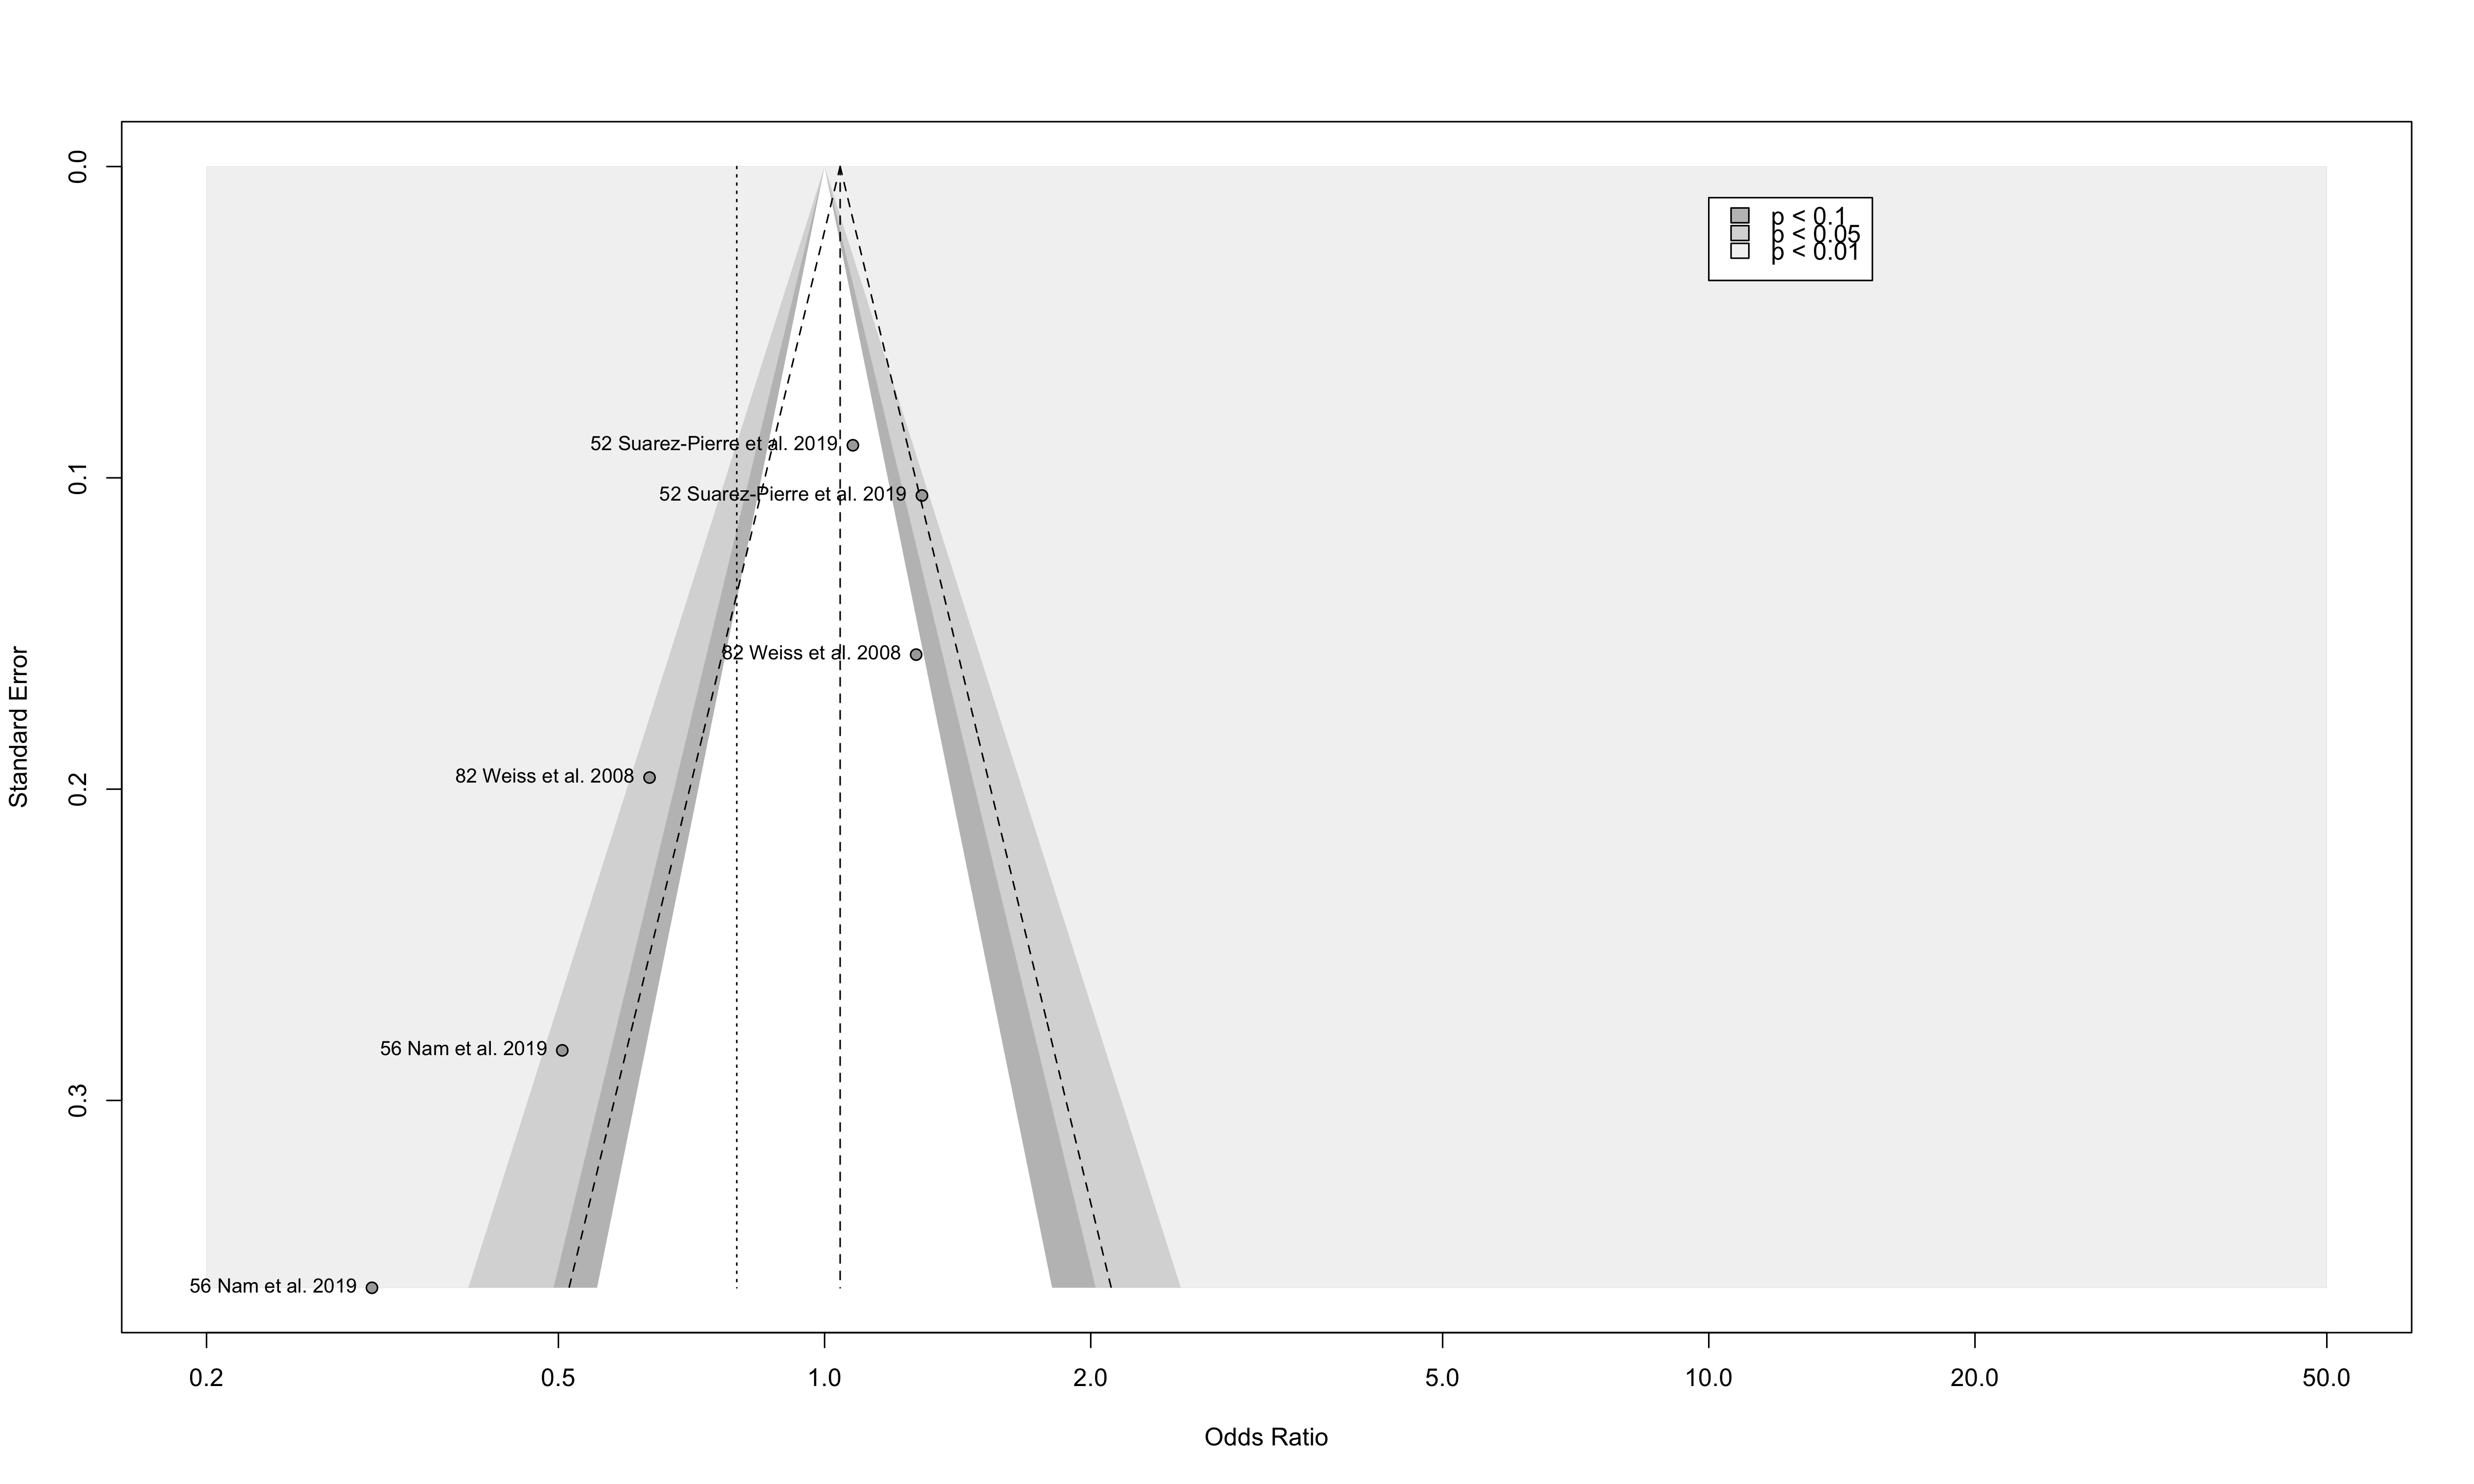 p < 0.1
p < 0.05
p < 0.01
0.0
0.1
0.2
0.3
Standard Error
52 Suarez-Pierre et al. 2019
52 Suarez-Pierre et al. 2019
82 Weiss et al. 2008
82 Weiss et al. 2008
56 Nam et al. 2019
56 Nam et al. 2019
0.2
0.5
1.0
2.0
5.0
10.0
20.0
50.0
Odds Ratio